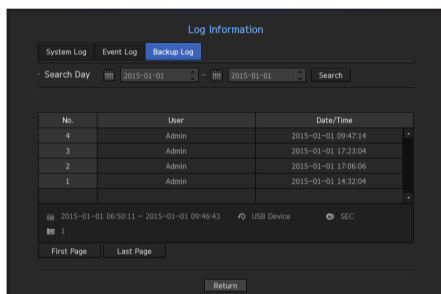 Log Information
System Log Event Log Backup Log
Search Day 2015-01-01 ~ 2015-01-01 Search
No. User Date/Time
4 Admin 2015-01-01 09:47:14
3 Admin 2015-01-01 17:23:04
2 Admin 2015-01-01 17:06:06
1 Admin 2015-01-01 14:32:04
2015-01-01 06:50:11 ~ 2015-01-01 09:46:43 USB Device SEC
1
First Page Last Page
Return